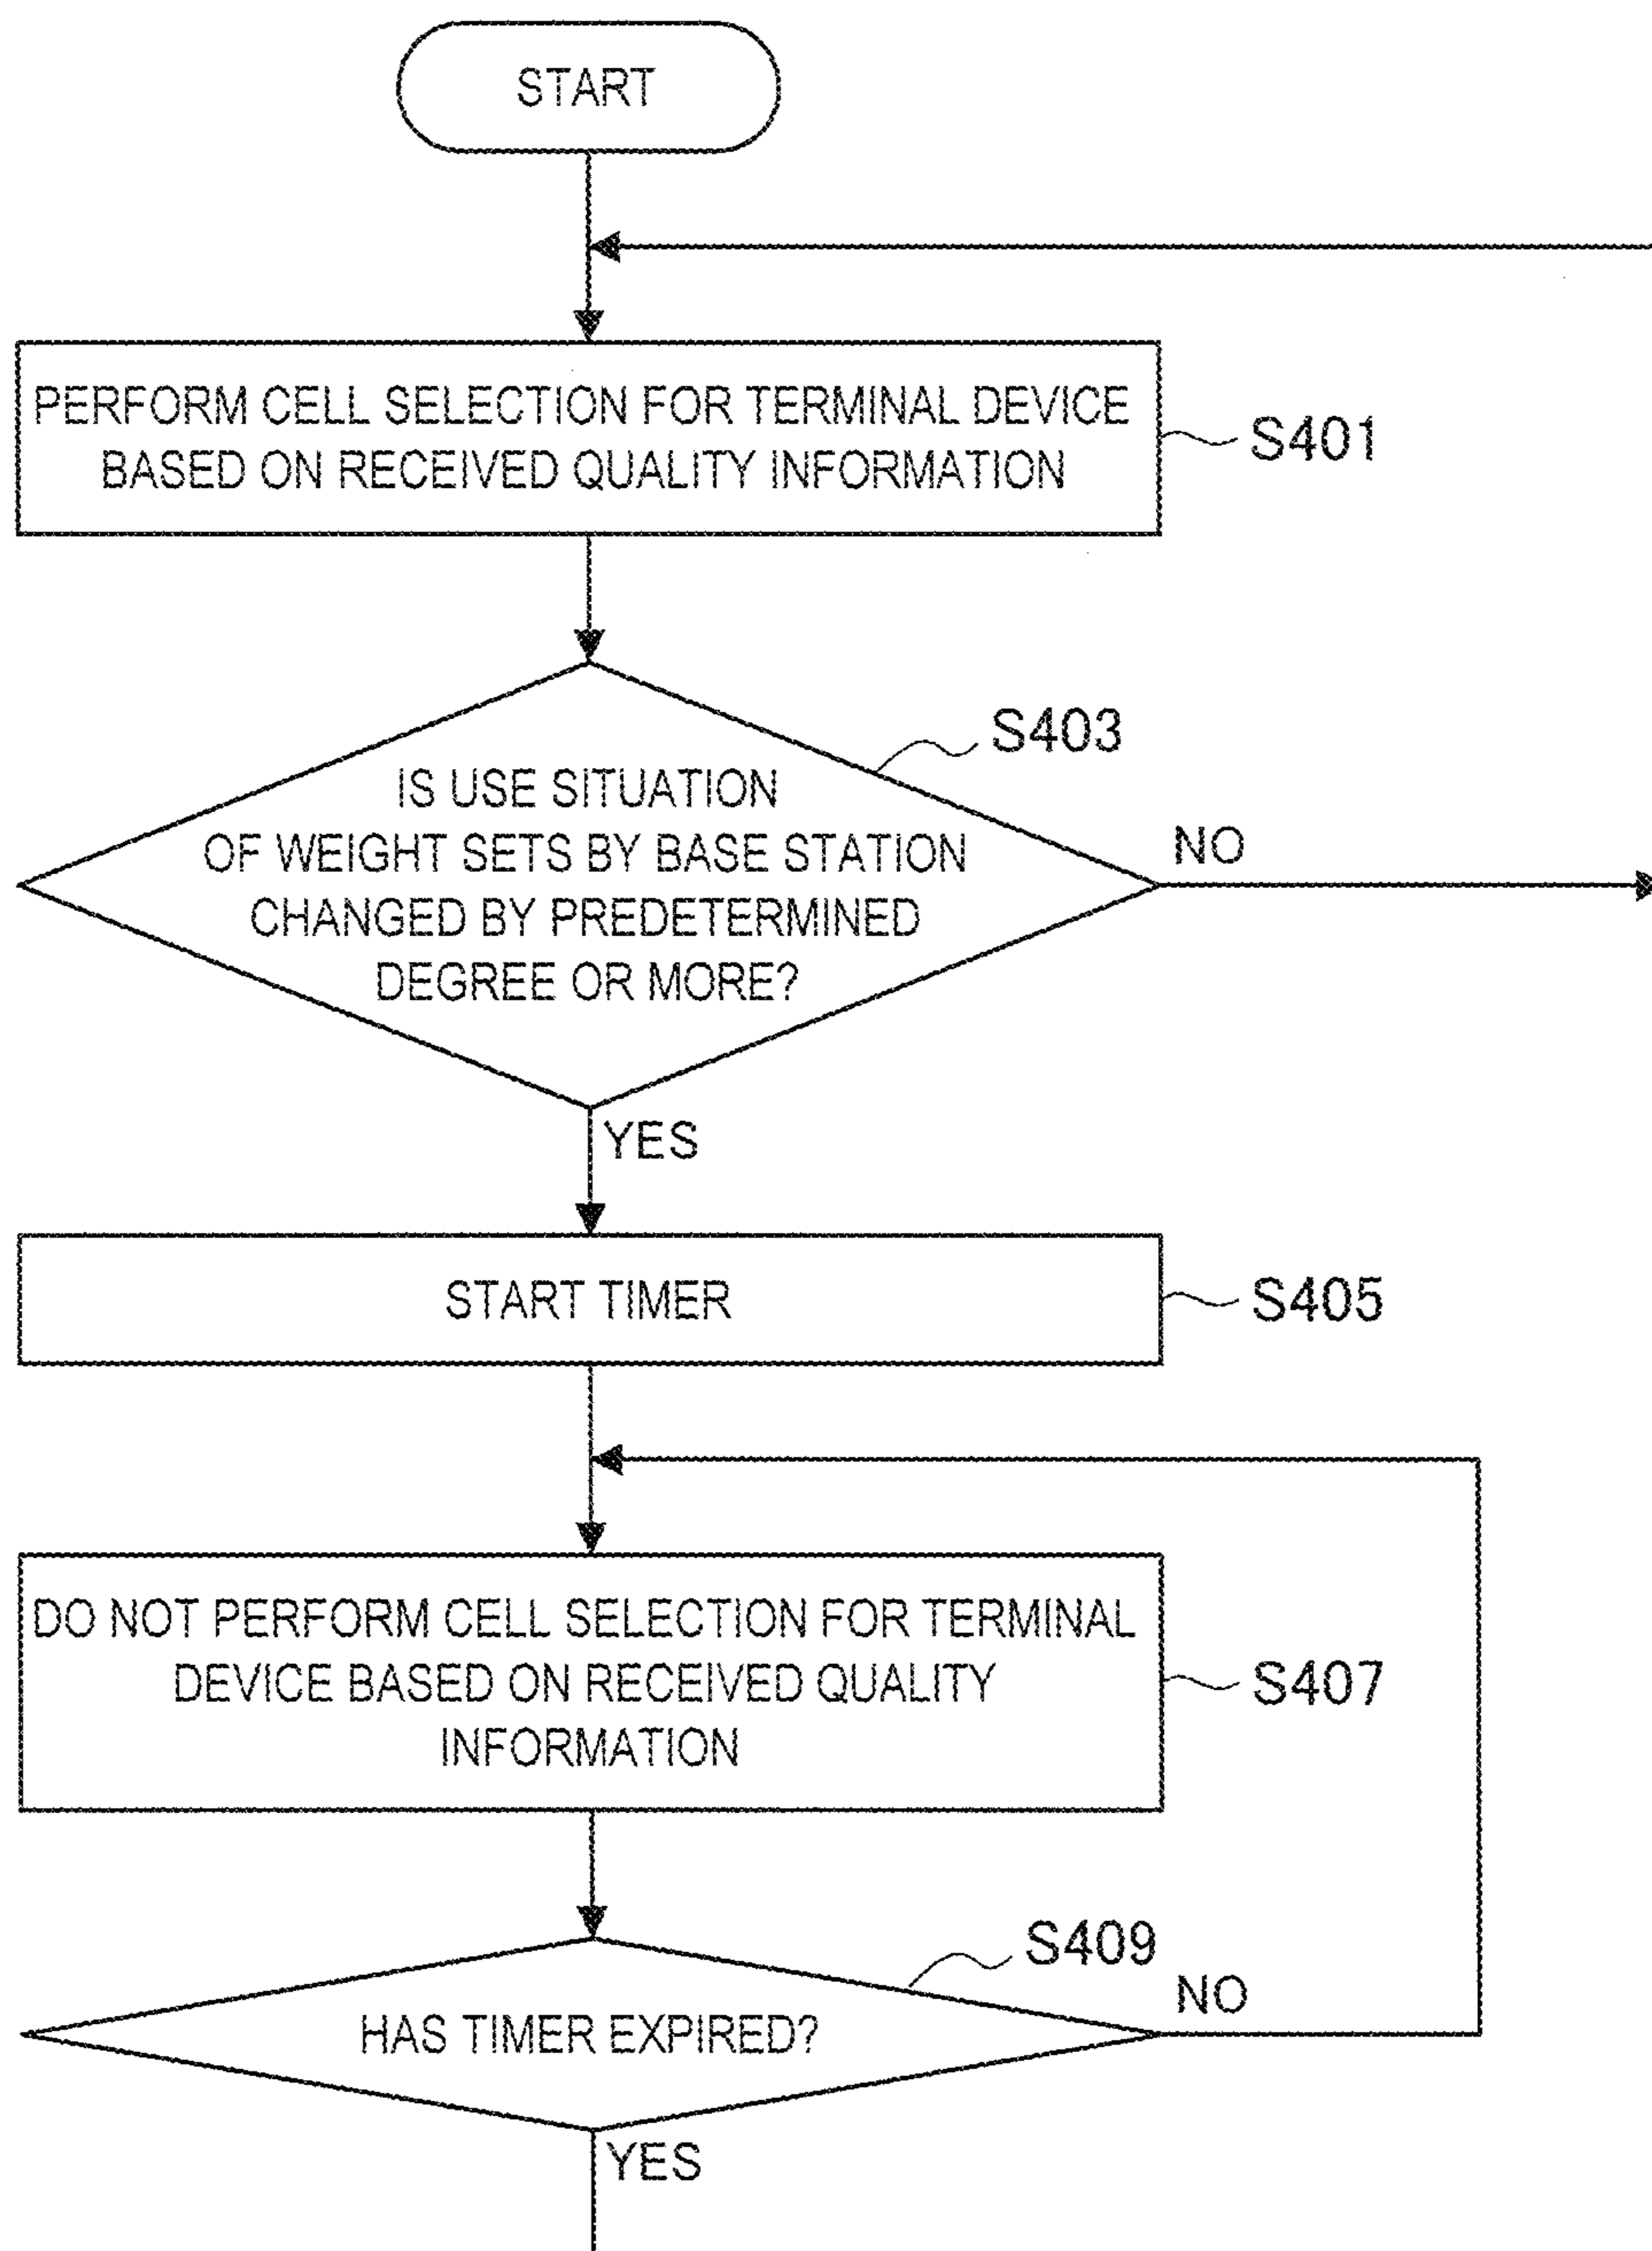 START
PERFORM CELL SELECTION FOR TERMINAL DEVICE
BASED ON RECEIVED QUALITY INFORMATION
S401
S403
IS USE SITUATION
OF WEIGHT SETS BY BASE STATION
CHANGED BY PREDETERMINED
DEGREE OR MORE?
NO
YES
START TIMER
S405
DO NOT PERFORM CELL SELECTION FOR TERMINAL
DEVICE BASED ON RECEIVED QUALITY
INFORMATION
S407
S409
HAS TIMER EXPIRED?
NO
YES